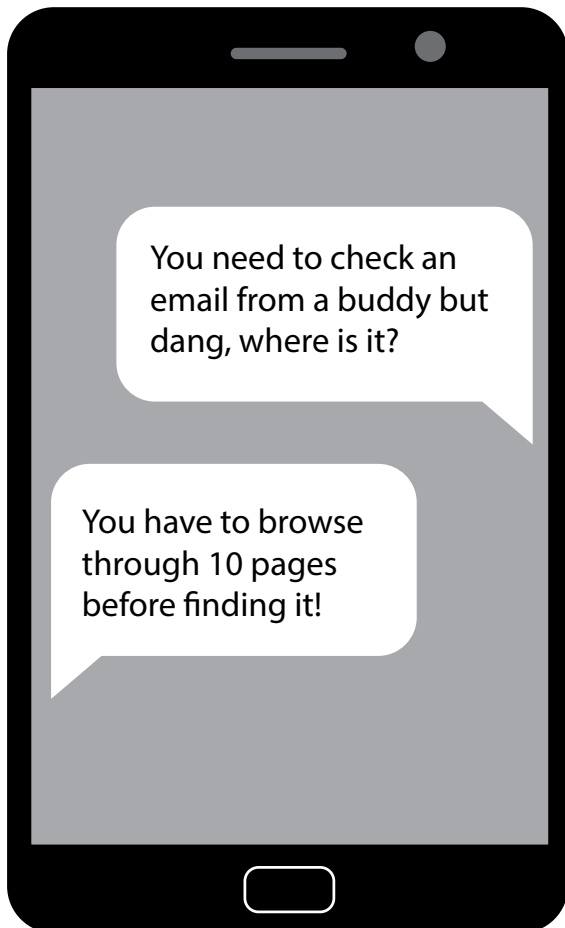 You need to check an
email from a buddy but
dang, where is it?
You have to browse
through 10 pages
before finding it!